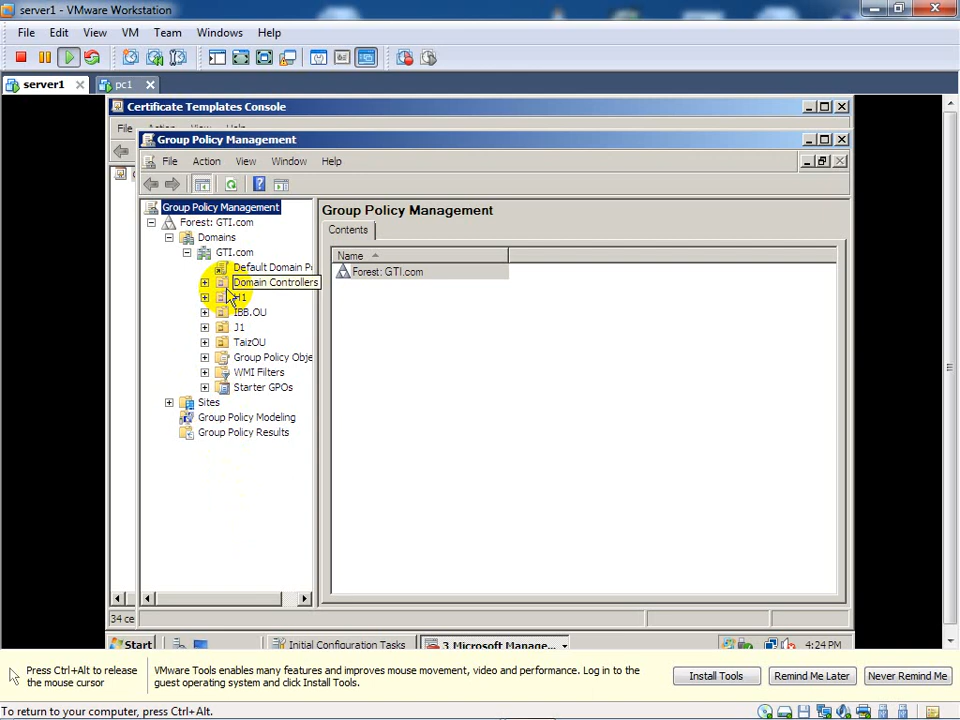 server1 - VMware Workstation
File Edit View VM Team Windows Help
server1 pc1
Certificate Templates Console
File Action View Help
Group Policy Management
File Action View Window Help
Group Policy Management
Forest: GTI.com
Domains
GTI.com
Default Domain P
Domain Controllers
H1
IBB.OU
J1
TaizOU
Group Policy Obje
WMI Filters
Starter GPOs
Sites
Group Policy Modeling
Group Policy Results
Group Policy Management
Contents
Name
Forest: GTI.com
34 ce
Start Initial Configuration Tasks 3 Microsoft Manage... 4:24 PM
Press Ctrl+Alt to release
the mouse cursor
VMware Tools enables many features and improves mouse movement, video and performance. Log in to the
guest operating system and click Install Tools.
Install Tools Remind Me Later Never Remind Me
To return to your computer, press Ctrl+Alt.